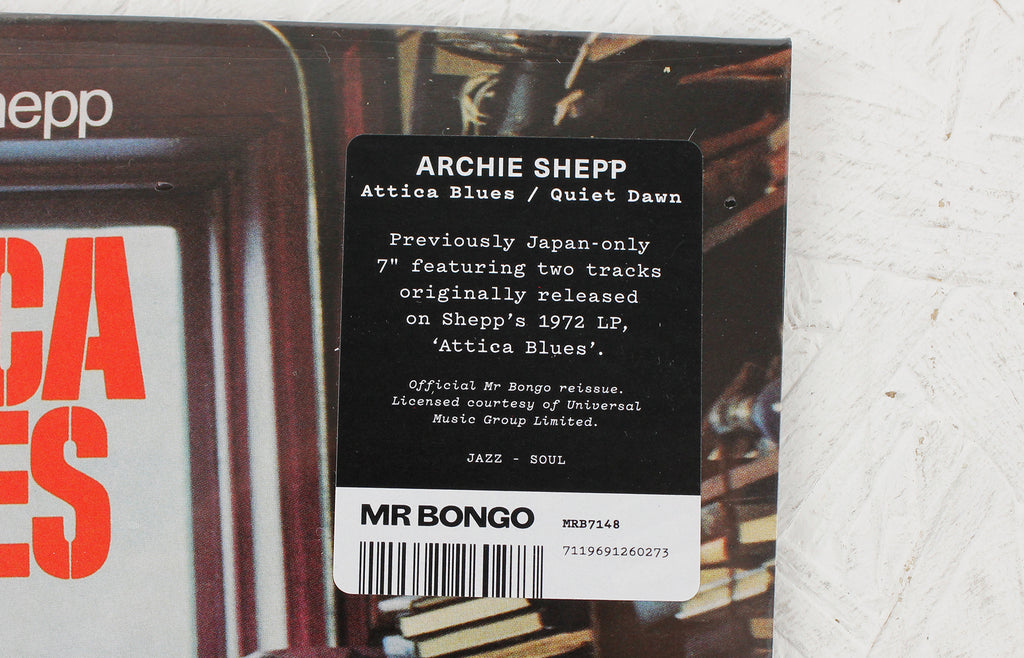 hepp
CA
ES
ARCHIE SHEPP
Attica Blues / Quiet Dawn
Previously Japan-only
7" featuring two tracks
originally released
on Shepp's 1972 LP,
‘Attica Blues’.
Official Mr Bongo reissue.
Licensed courtesy of Universal
Music Group Limited.
JAZZ - SOUL
MR BONGO
MRB7148
7119691260273